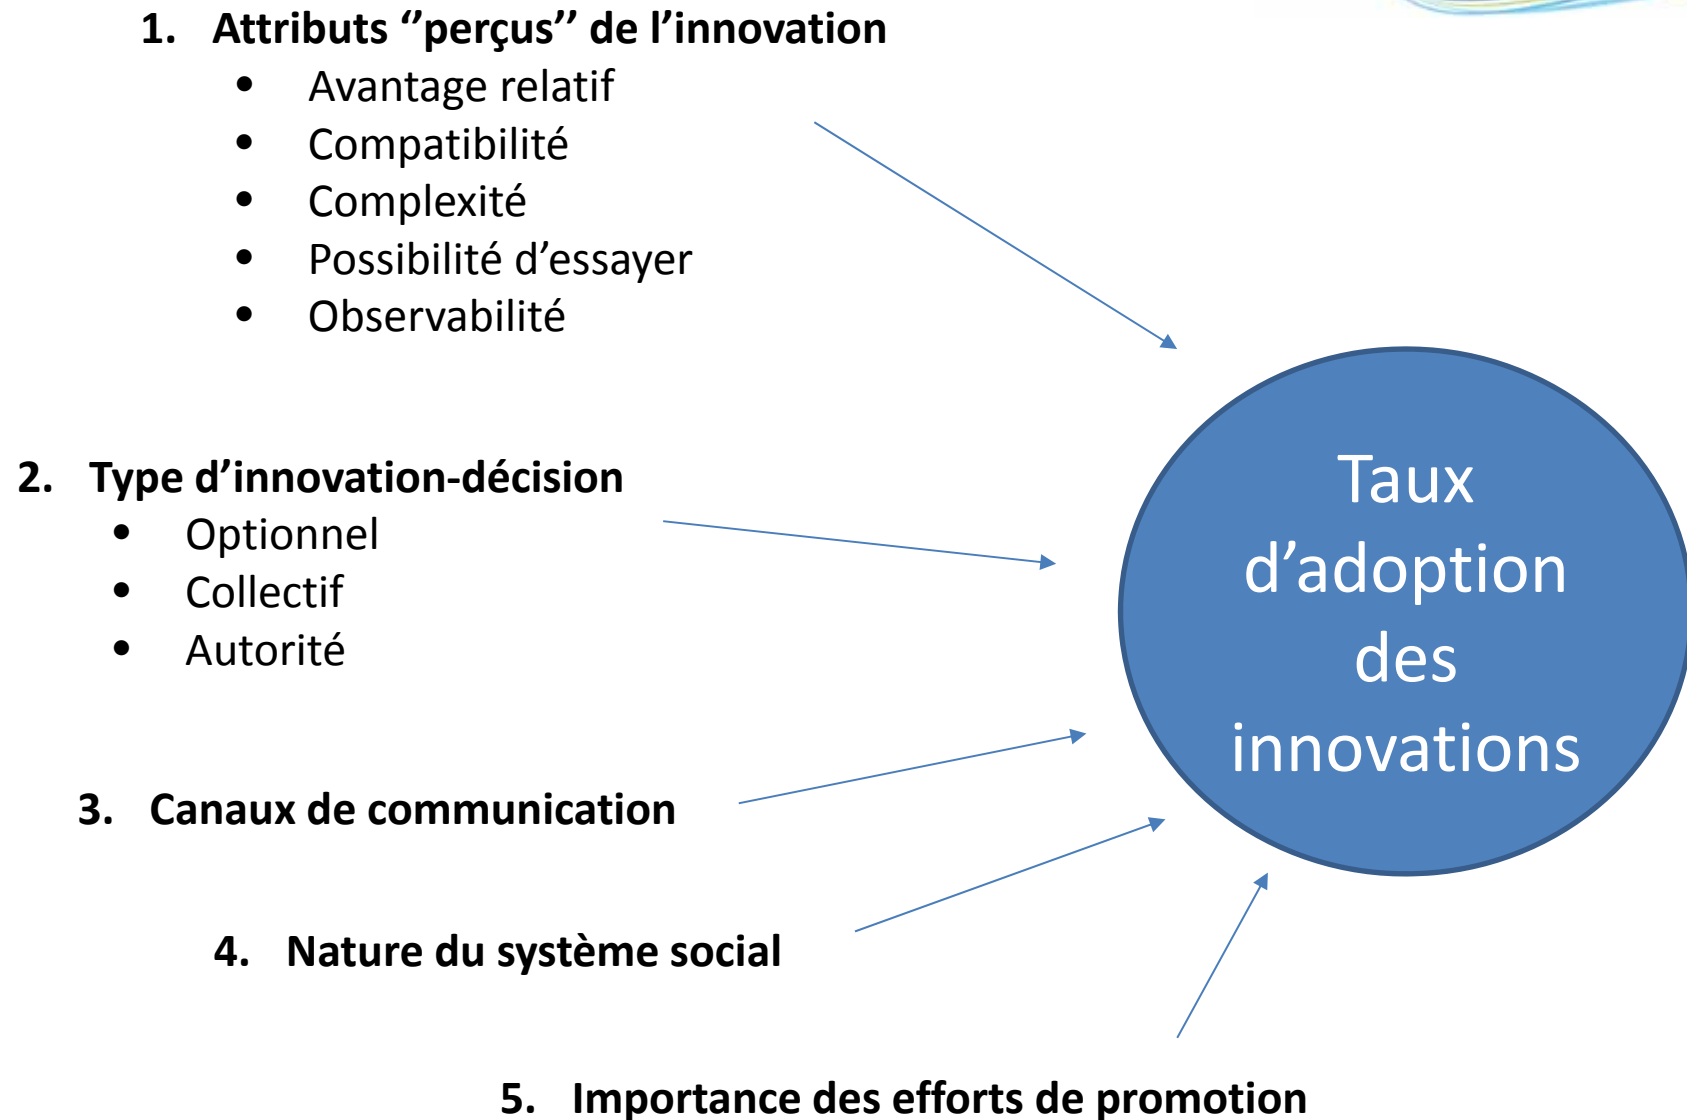 1. Attributs ‘’perçus’’ de l’innovation
• Avantage relatif
• Compatibilité
• Complexité
• Possibilité d’essayer
• Observabilité
2. Type d’innovation-décision
• Optionnel
• Collectif
• Autorité
3. Canaux de communication
4. Nature du système social
5. Importance des efforts de promotion
Taux
d’adoption
des
innovations